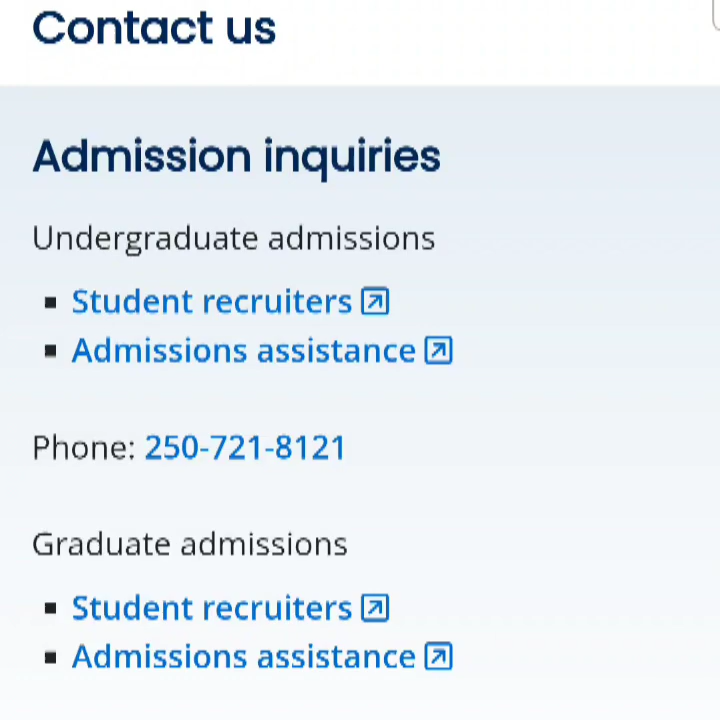 Contact us
Admission inquiries
Undergraduate admissions
Student recruiters
Admissions assistance
Phone: 250-721-8121
Graduate admissions
Student recruiters
Admissions assistance